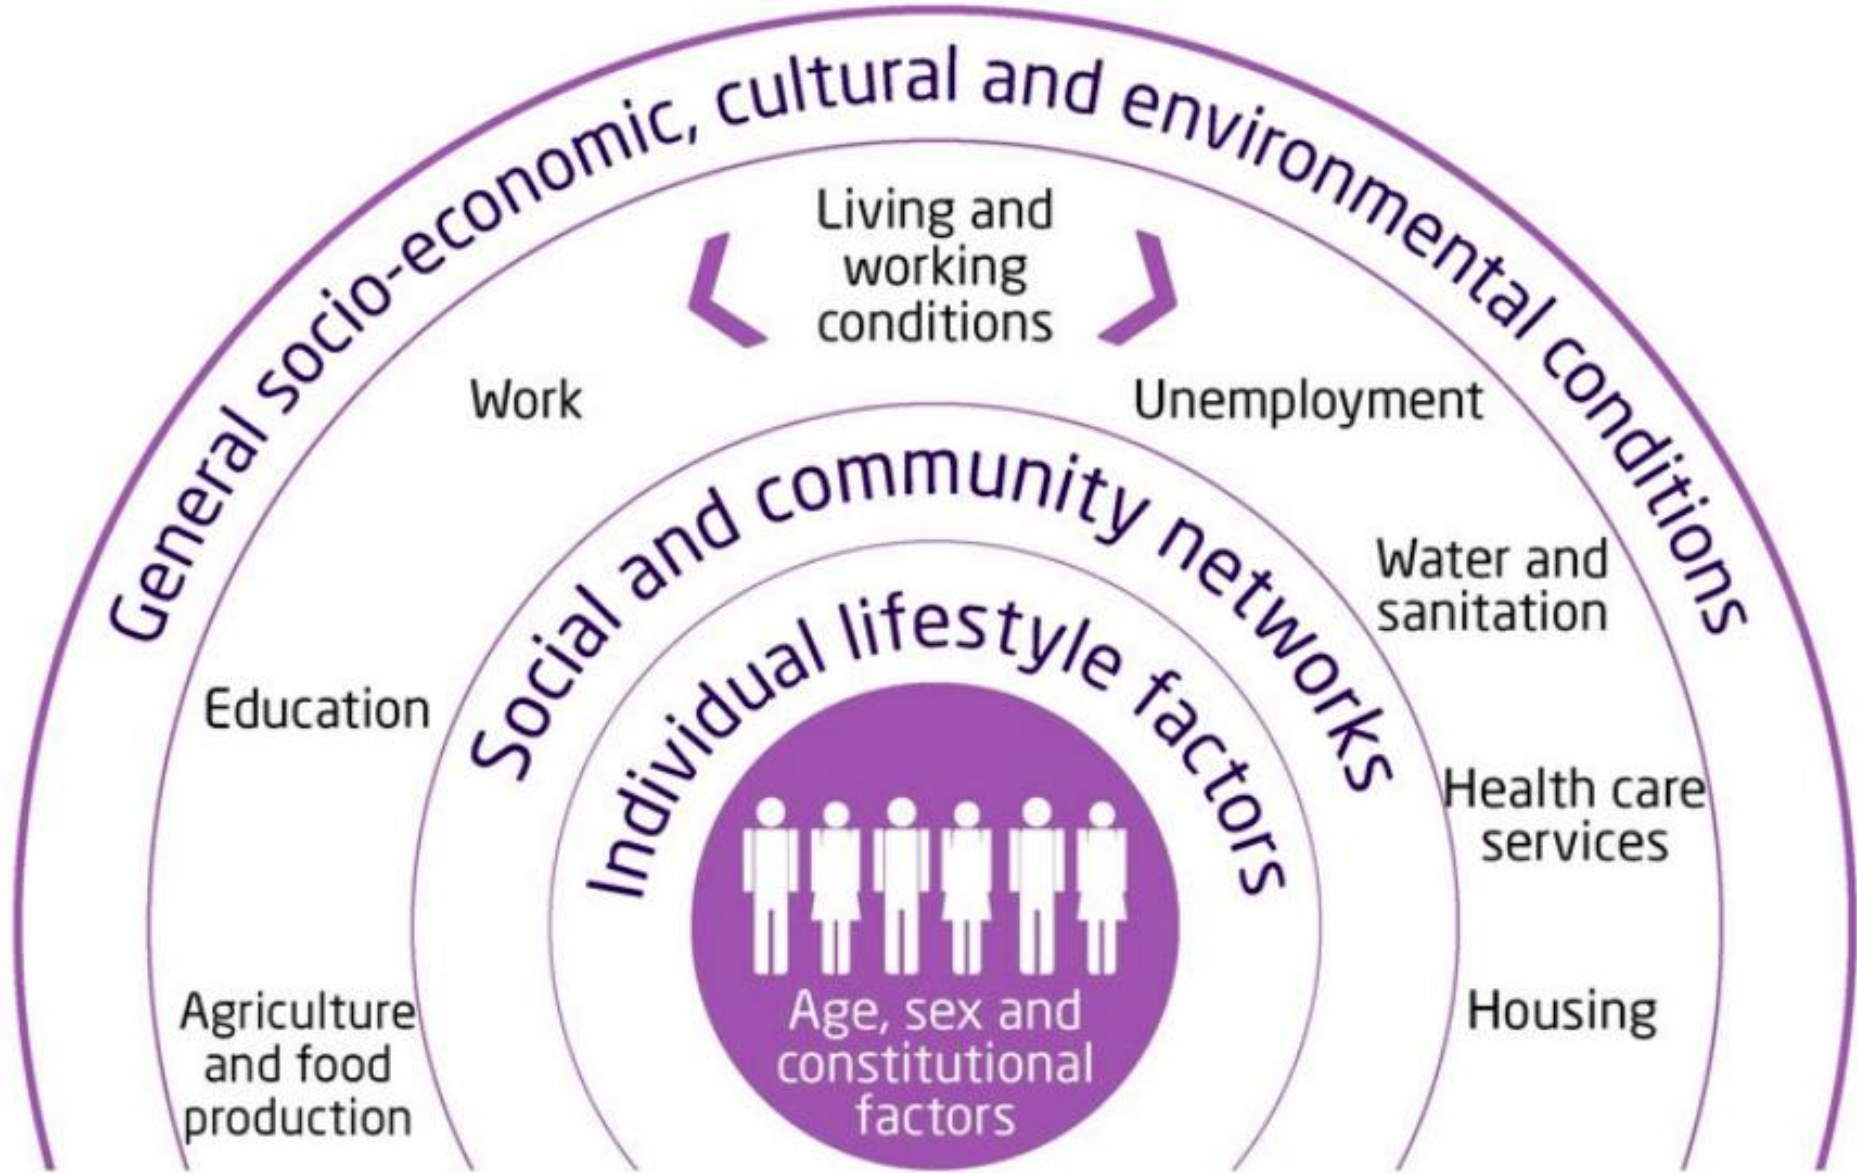 General socio-economic, cultural and environmental conditions
Living and
working
conditions
Work
Unemployment
Social and community networks
Water and
sanitation
Individual lifestyle factors
Education
Health care
services
Agriculture
and food
production
Age, sex and
constitutional
factors
Housing